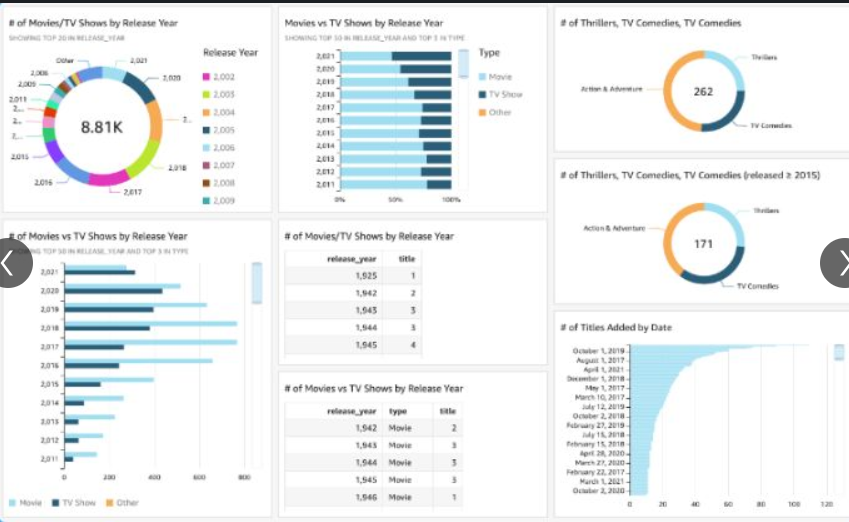 # of Movies/TV Shows by Release Year
SHOWING TOP 20 IN RELEASE_YEAR
Release Year
Other
2,021
2,020
2...
2,018
2,017
2,016
2,015
2...
2...
2...
2,011
2,009
2,008
8.81K
2,002
2,003
2,004
2,005
2,006
2,007
2,008
2,009
Movies vs TV Shows by Release Year
SHOWING TOP 50 IN RELEASE_YEAR AND TOP 3 IN TYPE
2,021
2,020
2,019
2,018
2,017
2,016
2,015
2,014
2,013
2,012
2,011
0%
50%
100%
Type
Movie
TV Show
Other
# of Thrillers, TV Comedies, TV Comedies
Thrillers
Action & Adventure
262
TV Comedies
# of Thrillers, TV Comedies, TV Comedies (released ≥ 2015)
Thrillers
Action & Adventure
171
TV Comedies
# of Movies vs TV Shows by Release Year
TOP 50 IN RELEASE_YEAR AND TOP 3 IN TYPE
2,021
2,020
2,019
2,018
2,017
2,016
2,015
2,014
2,013
2,012
2,011
0
200
400
600
800
Movie
TV Show
Other
# of Movies/TV Shows by Release Year
release_year title
1,925 1
1,942 2
1,943 3
1,944 3
1,945 4
# of Movies vs TV Shows by Release Year
release_year type title
1,942 Movie 2
1,943 Movie 3
1,944 Movie 3
1,945 Movie 3
1,946 Movie 1
# of Titles Added by Date
October 1, 2019
August 1, 2017
April 1, 2021
December 1, 2018
May 1, 2017
March 10, 2017
July 12, 2019
October 2, 2018
February 27, 2019
July 15, 2018
February 15, 2018
April 28, 2020
March 27, 2020
February 22, 2017
March 1, 2021
October 2, 2020
0
20
40
60
80
100
120